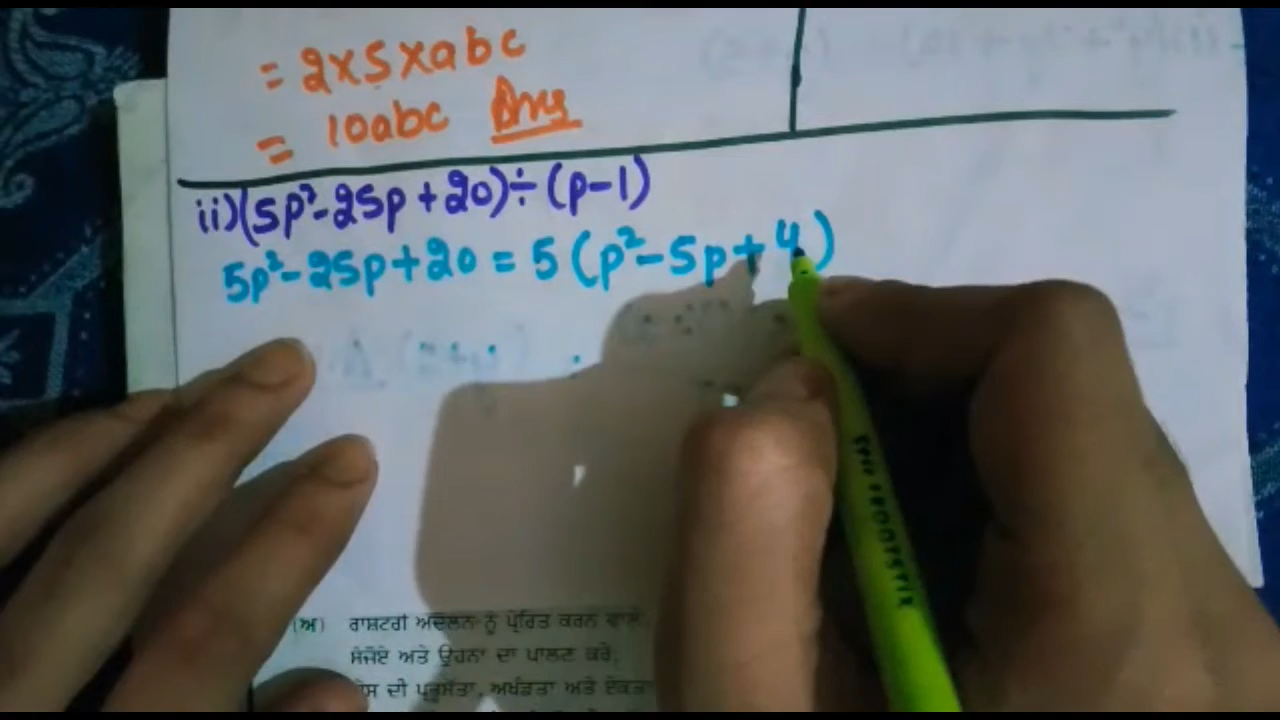 = 2×5×abc
= 10abc Ans
ii)(5p²-25p+20)÷(p-1)
5p²-25p+20 = 5(p²-5p+4)
(ਅ) ਰਾਸ਼ਟਰੀ ਅੰਦੋਲਨ ਨੂੰ ਪ੍ਰੇਰਿਤ ਕਰਨ ਵਾਲੇ
ਸੰਜੋਏ ਅਤੇ ਉਹਨਾ ਦਾ ਪਾਲਣ ਕਰੇ;
ਦੀ ਪ੍ਰਭੂਸੱਤਾ, ਅਖੰਡਤਾ ਅਤੇ ਏਕਤਾ